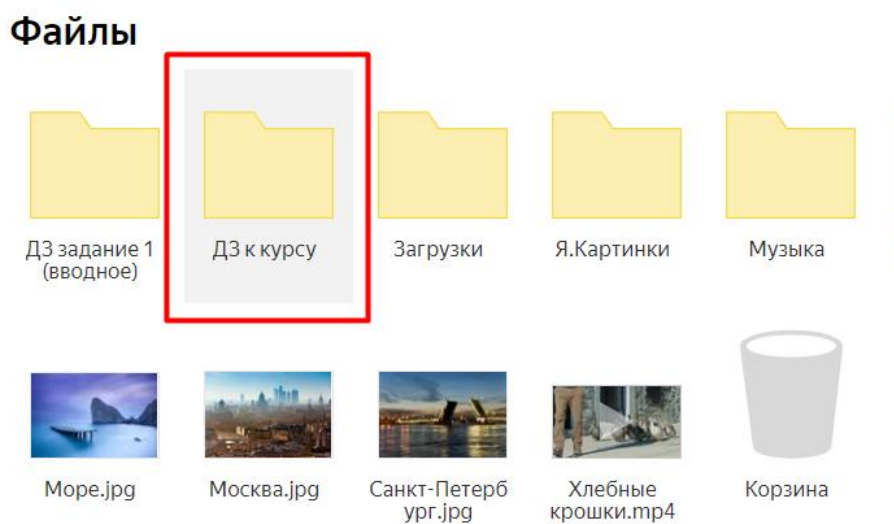 Файлы
ДЗ задание 1
(вводное)
ДЗ к курсу
Загрузки
Я.Картинки
Музыка
Море.jpg
Москва.jpg
Санкт-Петерб
ург.jpg
Хлебные
крошки.mp4
Корзина